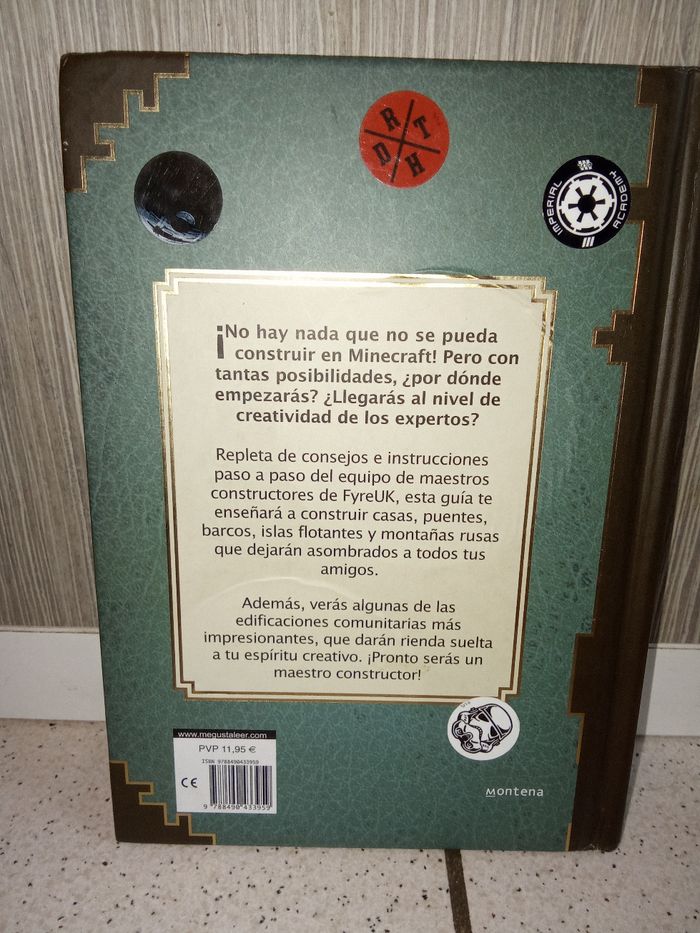 R T
D H
IMPERIAL
ACADEMY
¡No hay nada que no se pueda
construir en Minecraft! Pero con
tantas posibilidades, ¿por dónde
empezarás? ¿Llegarás al nivel de
creatividad de los expertos?
Repleta de consejos e instrucciones
paso a paso del equipo de maestros
constructores de FyreUK, esta guía te
enseñará a construir casas, puentes,
barcos, islas flotantes y montañas rusas
que dejarán asombrados a todos tus
amigos.
Además, verás algunas de las
edificaciones comunitarias más
impresionantes, que darán rienda suelta
a tu espíritu creativo. ¡Pronto serás un
maestro constructor!
www.megustaleer.com
PVP 11,95 €
ISBN 9788490433959
CE
9 788490 433959
Montena